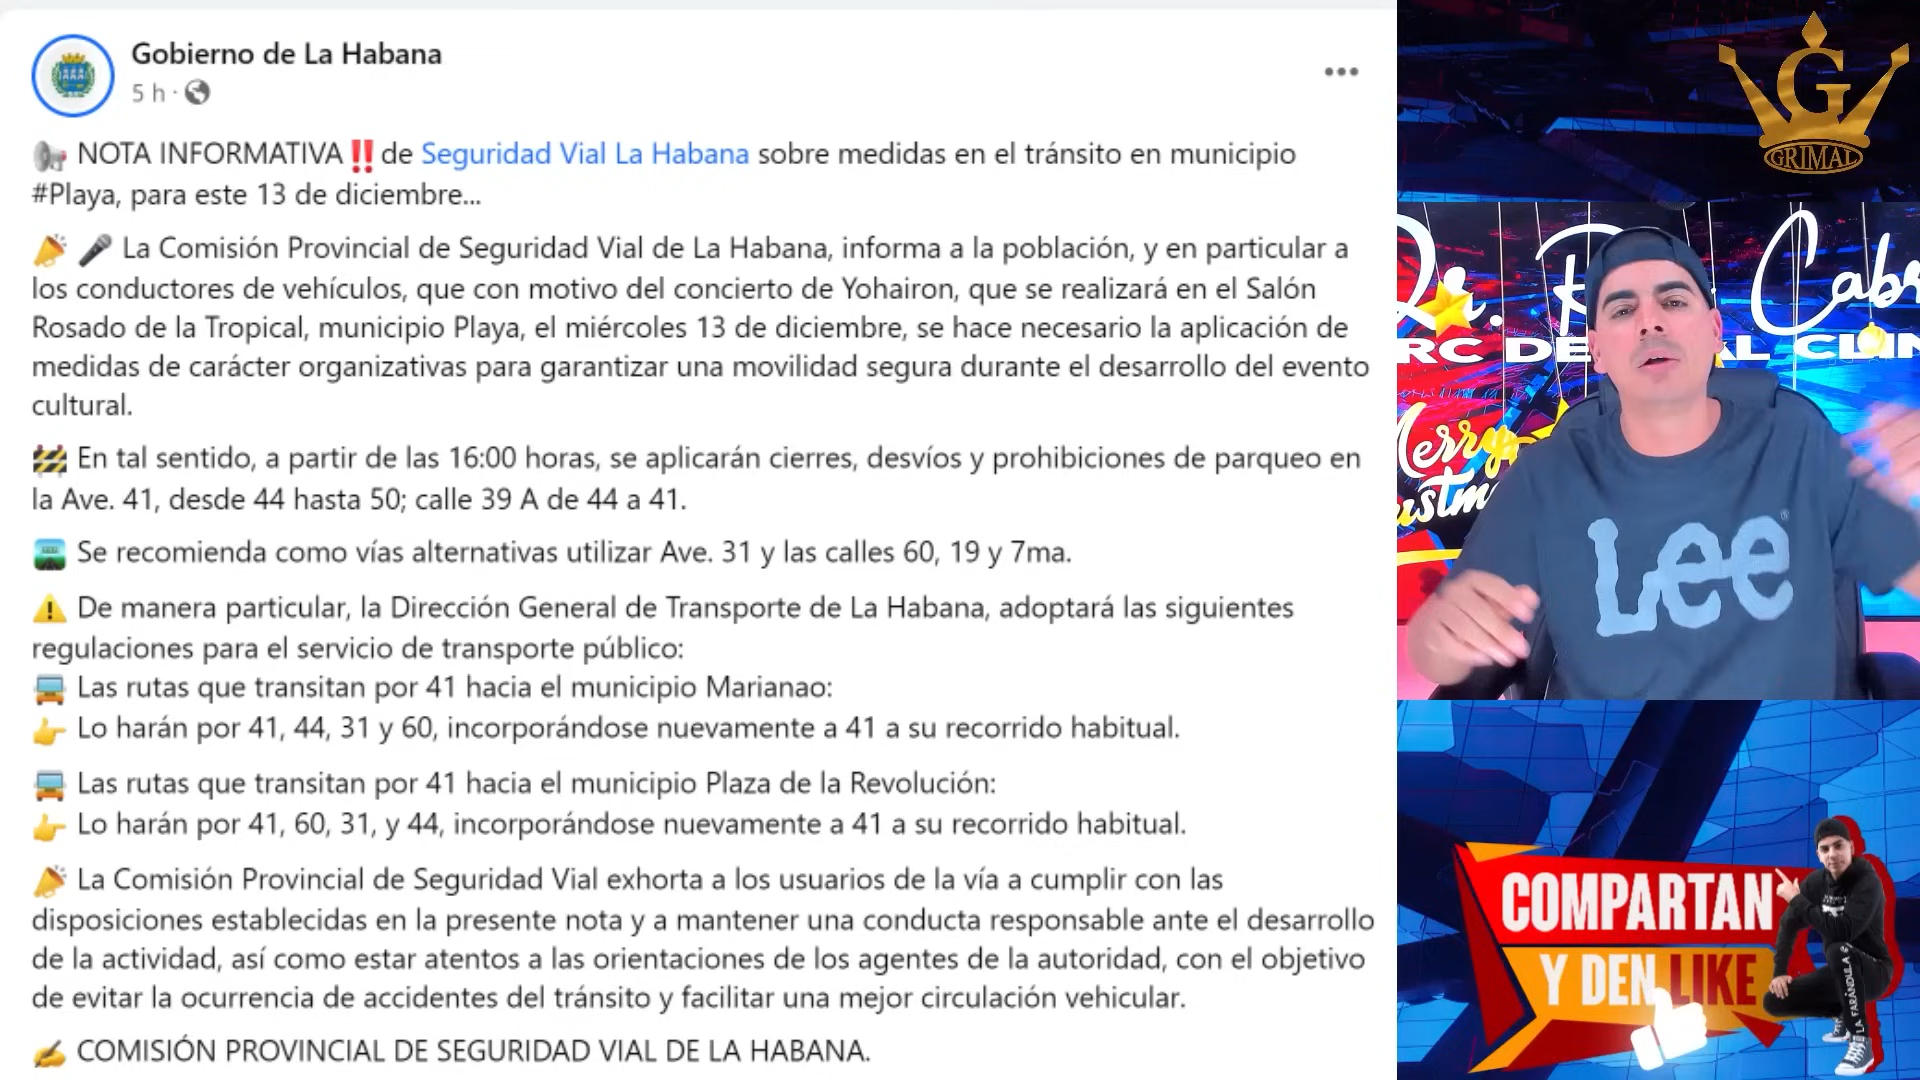 Gobierno de La Habana
5 h ·
NOTA INFORMATIVA‼️de Seguridad Vial La Habana sobre medidas en el tránsito en municipio
#Playa, para este 13 de diciembre...
La Comisión Provincial de Seguridad Vial de La Habana, informa a la población, y en particular a
los conductores de vehículos, que con motivo del concierto de Yohairon, que se realizará en el Salón
Rosado de la Tropical, municipio Playa, el miércoles 13 de diciembre, se hace necesario la aplicación de
medidas de carácter organizativas para garantizar una movilidad segura durante el desarrollo del evento
cultural.
En tal sentido, a partir de las 16:00 horas, se aplicarán cierres, desvíos y prohibiciones de parqueo en
la Ave. 41, desde 44 hasta 50; calle 39 A de 44 a 41.
Se recomienda como vías alternativas utilizar Ave. 31 y las calles 60, 19 y 7ma.
De manera particular, la Dirección General de Transporte de La Habana, adoptará las siguientes
regulaciones para el servicio de transporte público:
Las rutas que transitan por 41 hacia el municipio Marianao:
Lo harán por 41, 44, 31 y 60, incorporándose nuevamente a 41 a su recorrido habitual.
Las rutas que transitan por 41 hacia el municipio Plaza de la Revolución:
Lo harán por 41, 60, 31, y 44, incorporándose nuevamente a 41 a su recorrido habitual.
La Comisión Provincial de Seguridad Vial exhorta a los usuarios de la vía a cumplir con las
disposiciones establecidas en la presente nota y a mantener una conducta responsable ante el desarrollo
de la actividad, así como estar atentos a las orientaciones de los agentes de la autoridad, con el objetivo
de evitar la ocurrencia de accidentes del tránsito y facilitar una mejor circulación vehicular.
COMISIÓN PROVINCIAL DE SEGURIDAD VIAL DE LA HABANA.
G
GRIMAL
Merry
Lee
COMPARTAN
Y DEN LIKE
LA FARÁNDULA